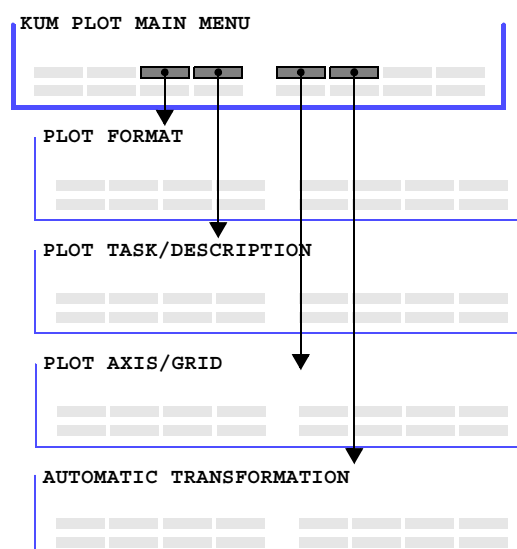 KUM PLOT MAIN MENU
PLOT FORMAT
PLOT TASK/DESCRIPTION
PLOT AXIS/GRID
AUTOMATIC TRANSFORMATION